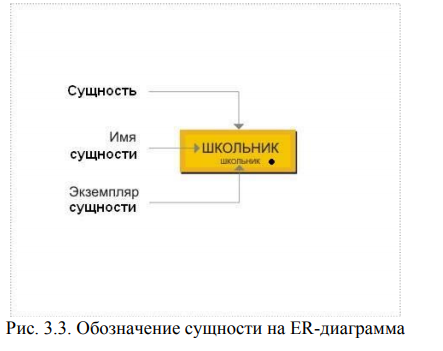 Сущность
Имя
сущности
ШКОЛЬНИК
школьник
Экземпляр
сущности
Рис. 3.3. Обозначение сущности на ER-диаграмма